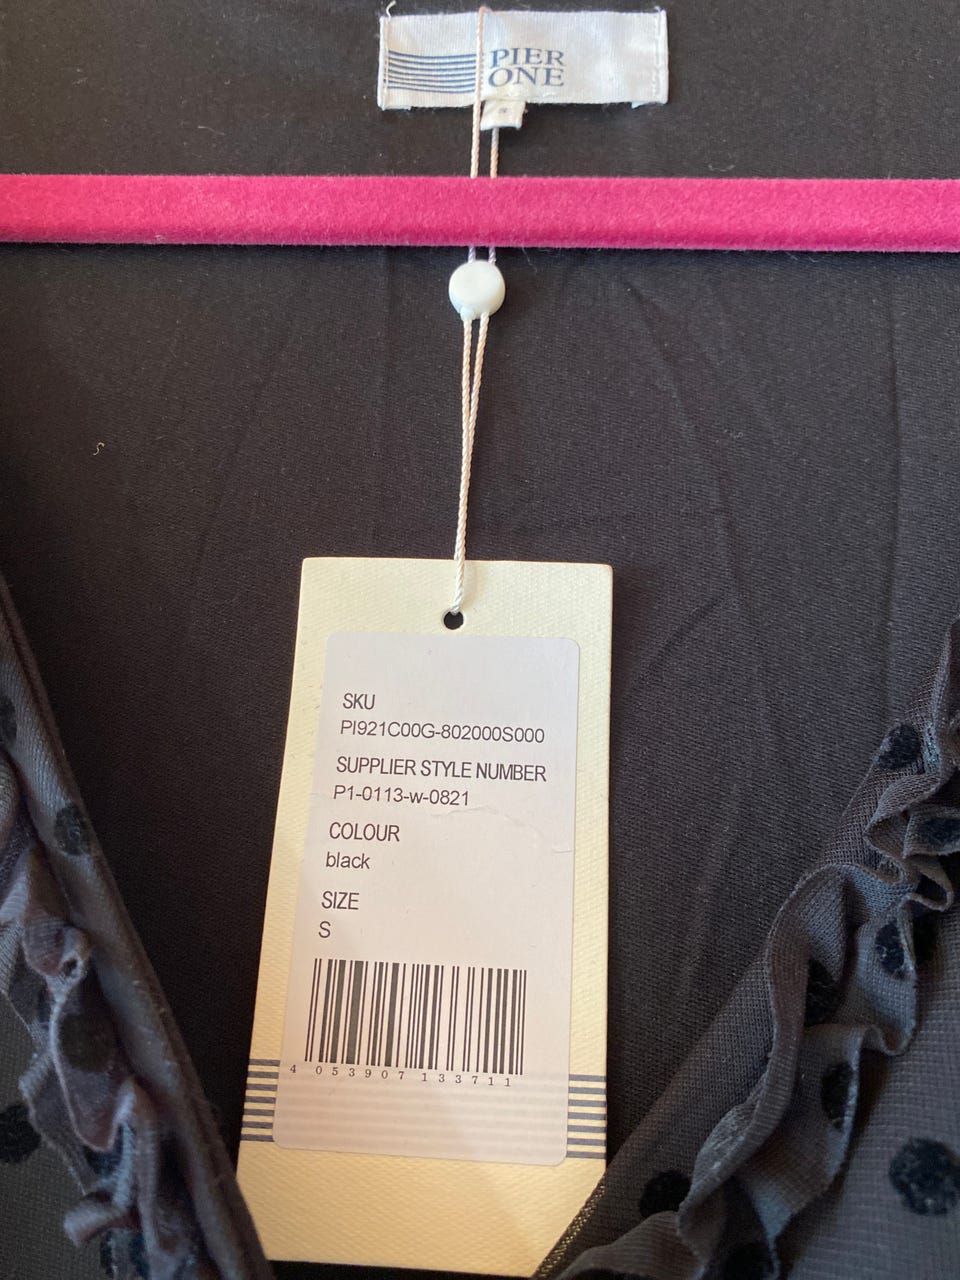 PIER
ONE
S
SKU
PI921C00G-802000S000
SUPPLIER STYLE NUMBER
P1-0113-w-0821
COLOUR
black
SIZE
S
4 053907 133711